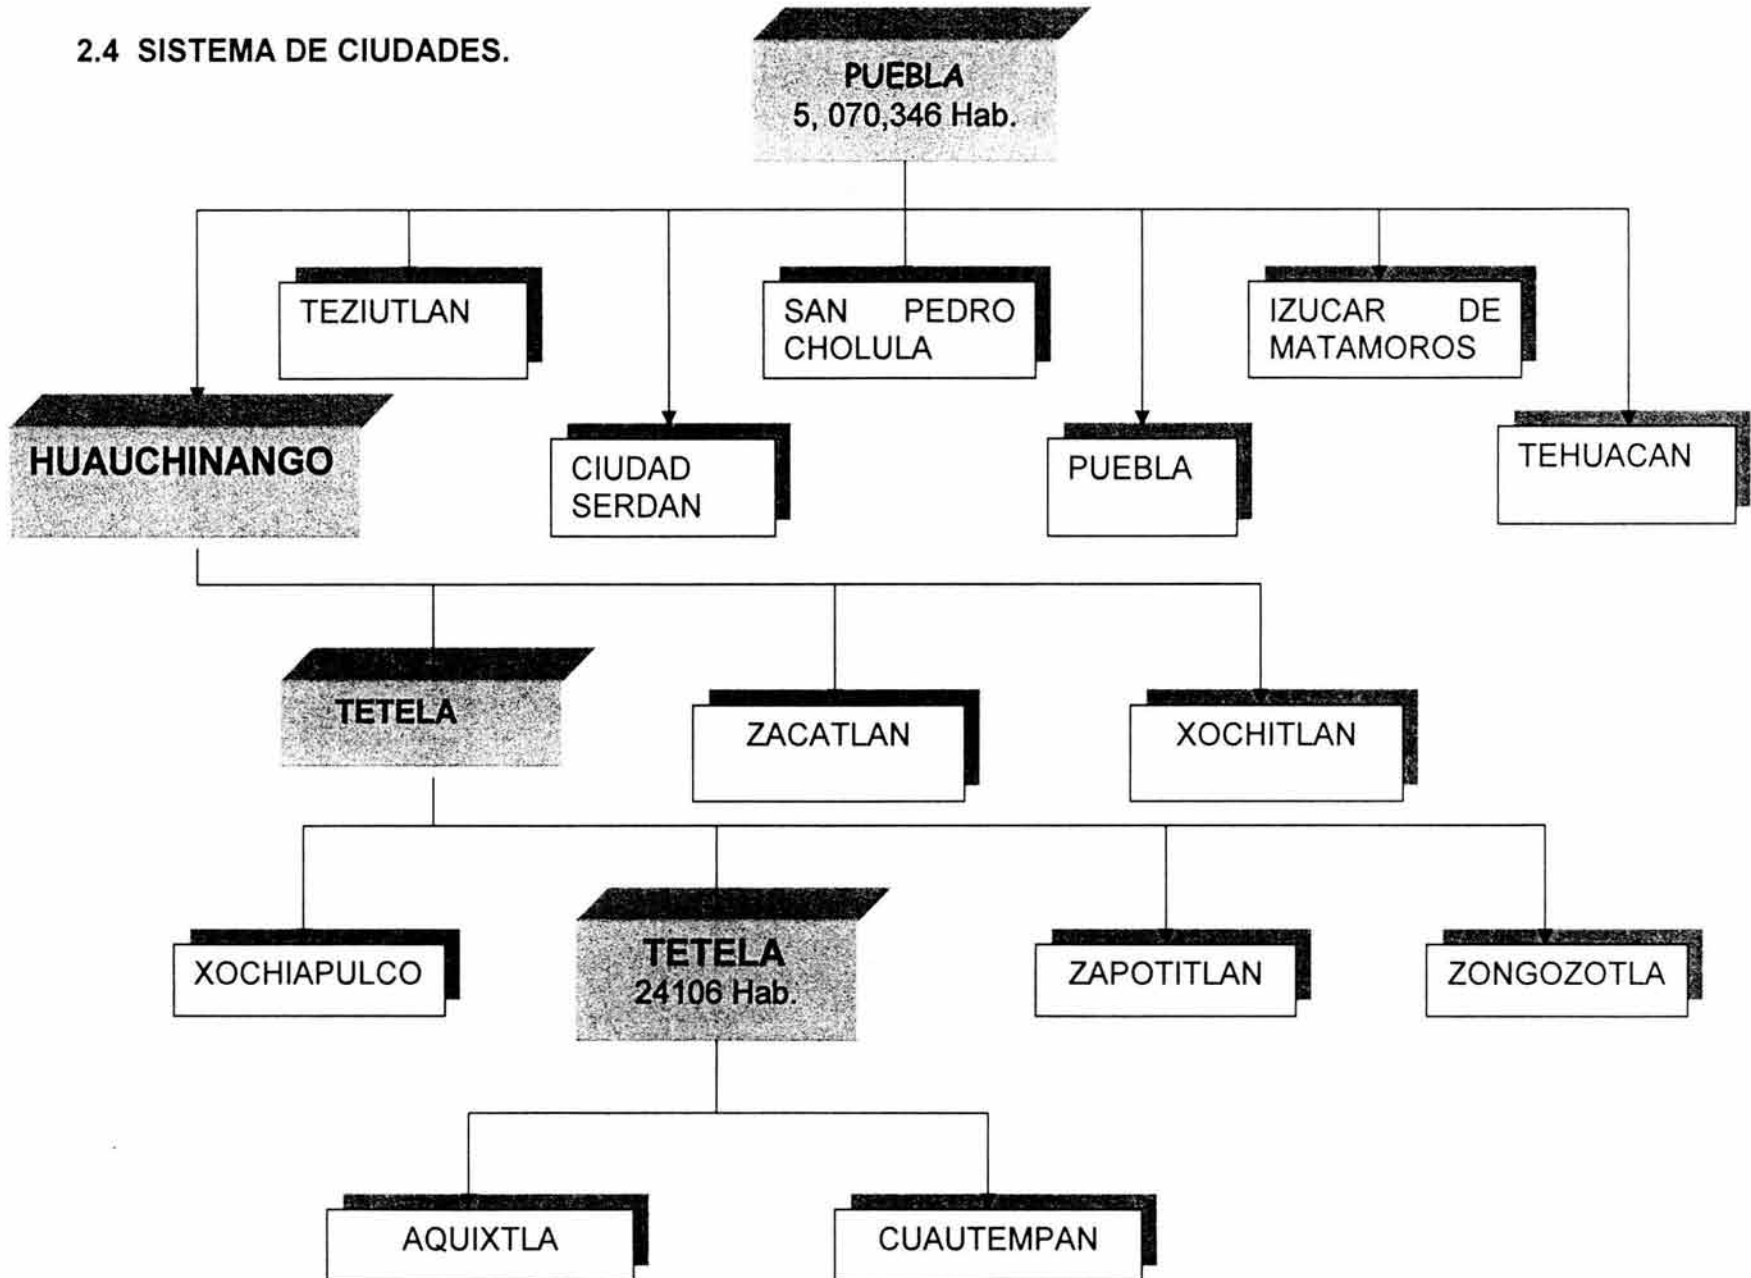 2.4 SISTEMA DE CIUDADES.
PUEBLA
5, 070,346 Hab.
TEZIUTLAN
SAN PEDRO
CHOLULA
IZUCAR DE
MATAMOROS
HUAUCHINANGO
CIUDAD
SERDAN
PUEBLA
TEHUACAN
TETELA
ZACATLAN
XOCHITLAN
XOCHIAPULCO
TETELA
24106 Hab.
ZAPOTITLAN
ZONGOZOTLA
AQUIXTLA
CUAUTEMPAN